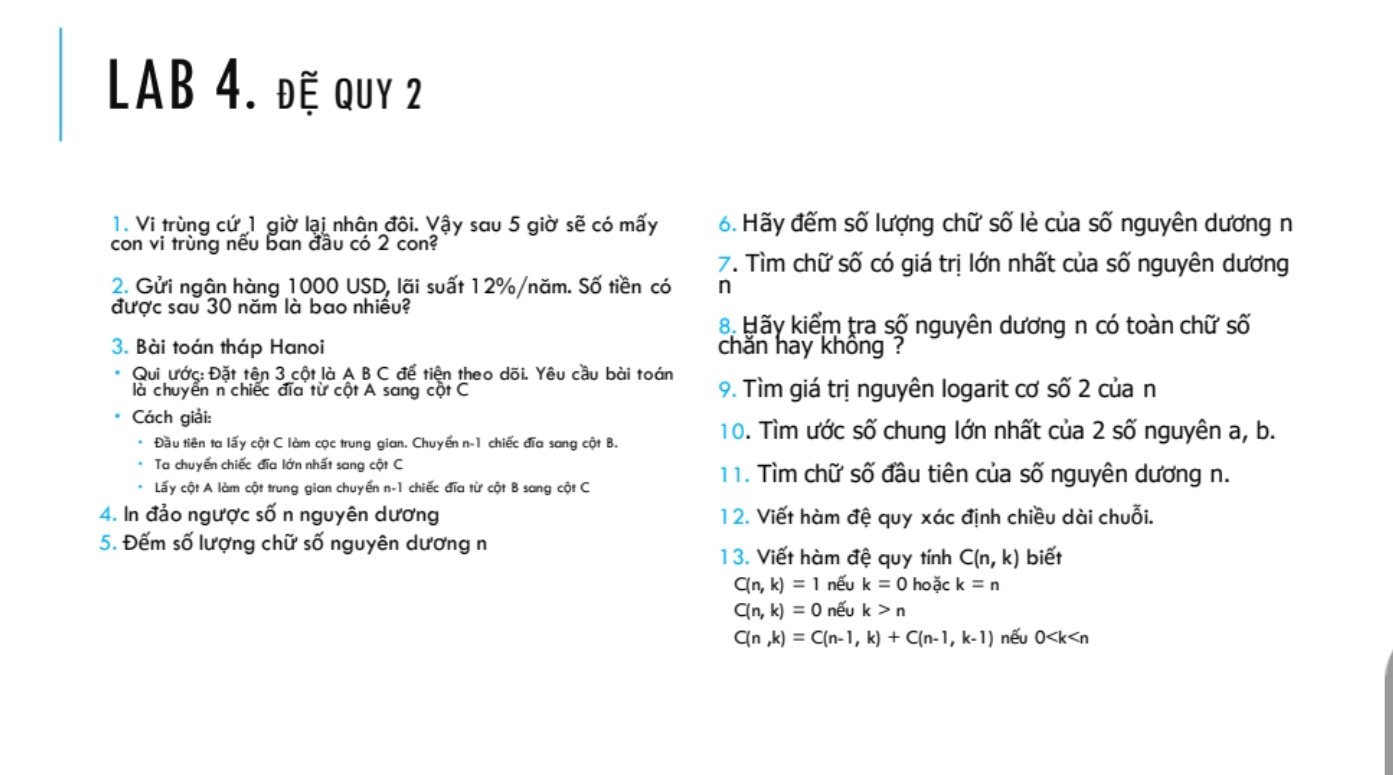 LAB 4. ĐỆ̃ QUY 2
1. Vi trùng cứ 1 giờ lại nhân đôi. Vậy sau 5 giờ sẽ có mấy
con vi trùng nếu ban đầu có 2 con?
2. Gửi ngân hàng 1000 USD, lãi suất 12%/năm. Số tiền có
được sau 30 năm là bao nhiêu?
3. Bài toán tháp Hanoi
• Qui ước: Đặt tên 3 cột là A B C để tiện theo dõi. Yêu cầu bài toán
là chuyển n chiếc đĩa từ cột A sang cột C
• Cách giải:
• Đầu tiên ta lấy cột C làm cọc trung gian. Chuyển n-1 chiếc đĩa sang cột B.
• Ta chuyển chiếc đĩa lớn nhất sang cột C
• Lấy cột A làm cột trung gian chuyển n-1 chiếc đĩa từ cột B sang cột C
4. In đảo ngược số n nguyên dương
5. Đếm số lượng chữ số nguyên dương n
6. Hãy đếm số lượng chữ số lẻ của số nguyên dương n
7. Tìm chữ số có giá trị lớn nhất của số nguyên dương
n
8. Hãy kiểm tra số nguyên dương n có toàn chữ số
chẵn hay không ?
9. Tìm giá trị nguyên logarit cơ số 2 của n
10. Tìm ước số chung lớn nhất của 2 số nguyên a, b.
11. Tìm chữ số đầu tiên của số nguyên dương n.
12. Viết hàm đệ quy xác định chiều dài chuỗi.
13. Viết hàm đệ quy tính C(n, k) biết
C(n, k) = 1 nếu k = 0 hoặc k = n
C(n, k) = 0 nếu k > n
C(n ,k) = C(n-1, k) + C(n-1, k-1) nếu 0<k<n